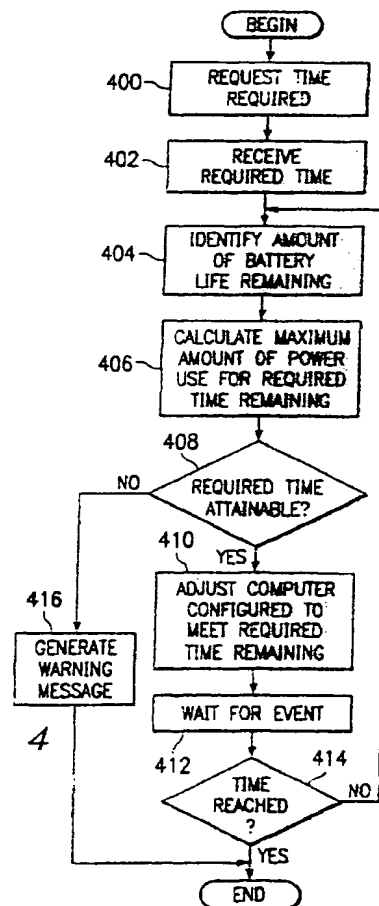 BEGIN
400
REQUEST TIME
REQUIRED
402
RECEIVE
REQUIRED TIME
404
IDENTIFY AMOUNT
OF BATTERY
LIFE REMAINING
406
CALCULATE MAXIMUM
AMOUNT OF POWER
USE FOR REQUIRED
TIME REMAINING
408
NO
REQUIRED TIME
ATTAINABLE?
410
YES
ADJUST COMPUTER
CONFIGURED TO
MEET REQUIRED
TIME REMAINING
416
GENERATE
WARNING
MESSAGE
4
WAIT FOR EVENT
412
414
TIME
REACHED
?
NO
YES
END